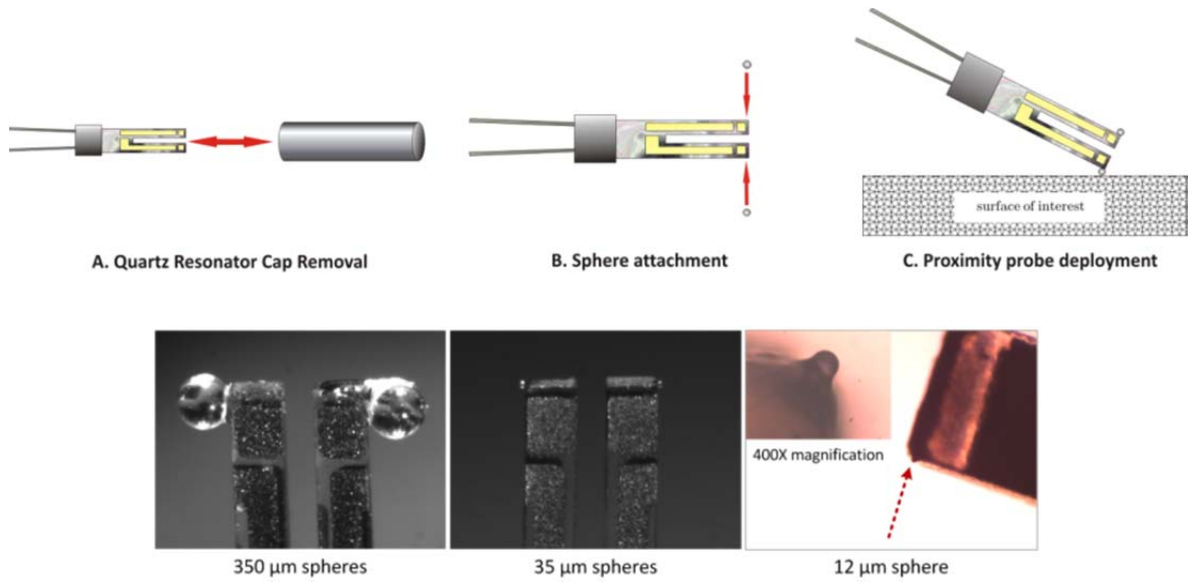 surface of interest
A. Quartz Resonator Cap Removal
B. Sphere attachment
C. Proximity probe deployment
400X magnification
350 µm spheres
35 µm spheres
12 µm sphere